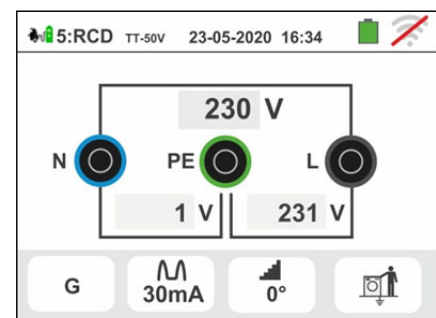 5:RCD TT-50V 23-05-2020 16:34
230 V
N PE L
1 V 231 V
G 30mA 0°